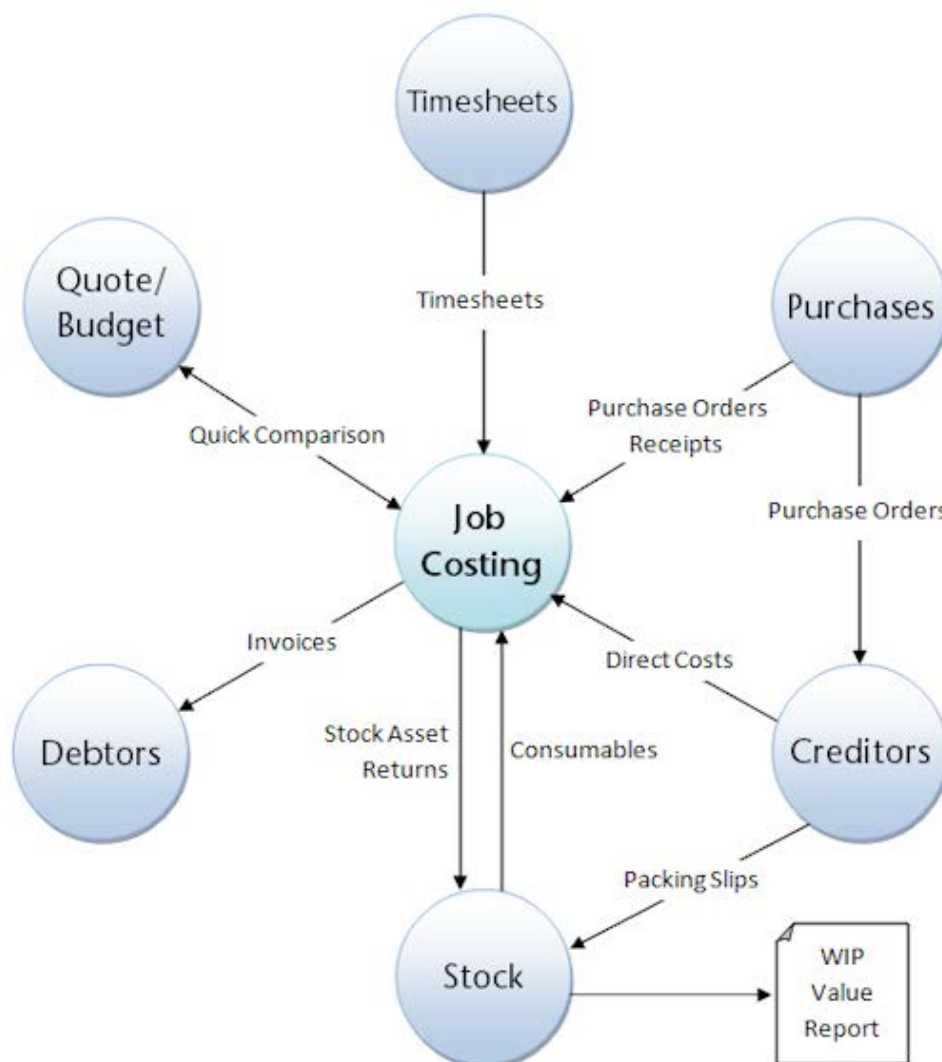 Timesheets
Quote/
Budget
Purchases
Timesheets
Purchase Orders
Receipts
Quick Comparison
Purchase Orders
Job
Costing
Invoices
Direct Costs
Debtors
Stock Asset
Returns
Consumables
Creditors
Packing Slips
Stock
WIP
Value
Report